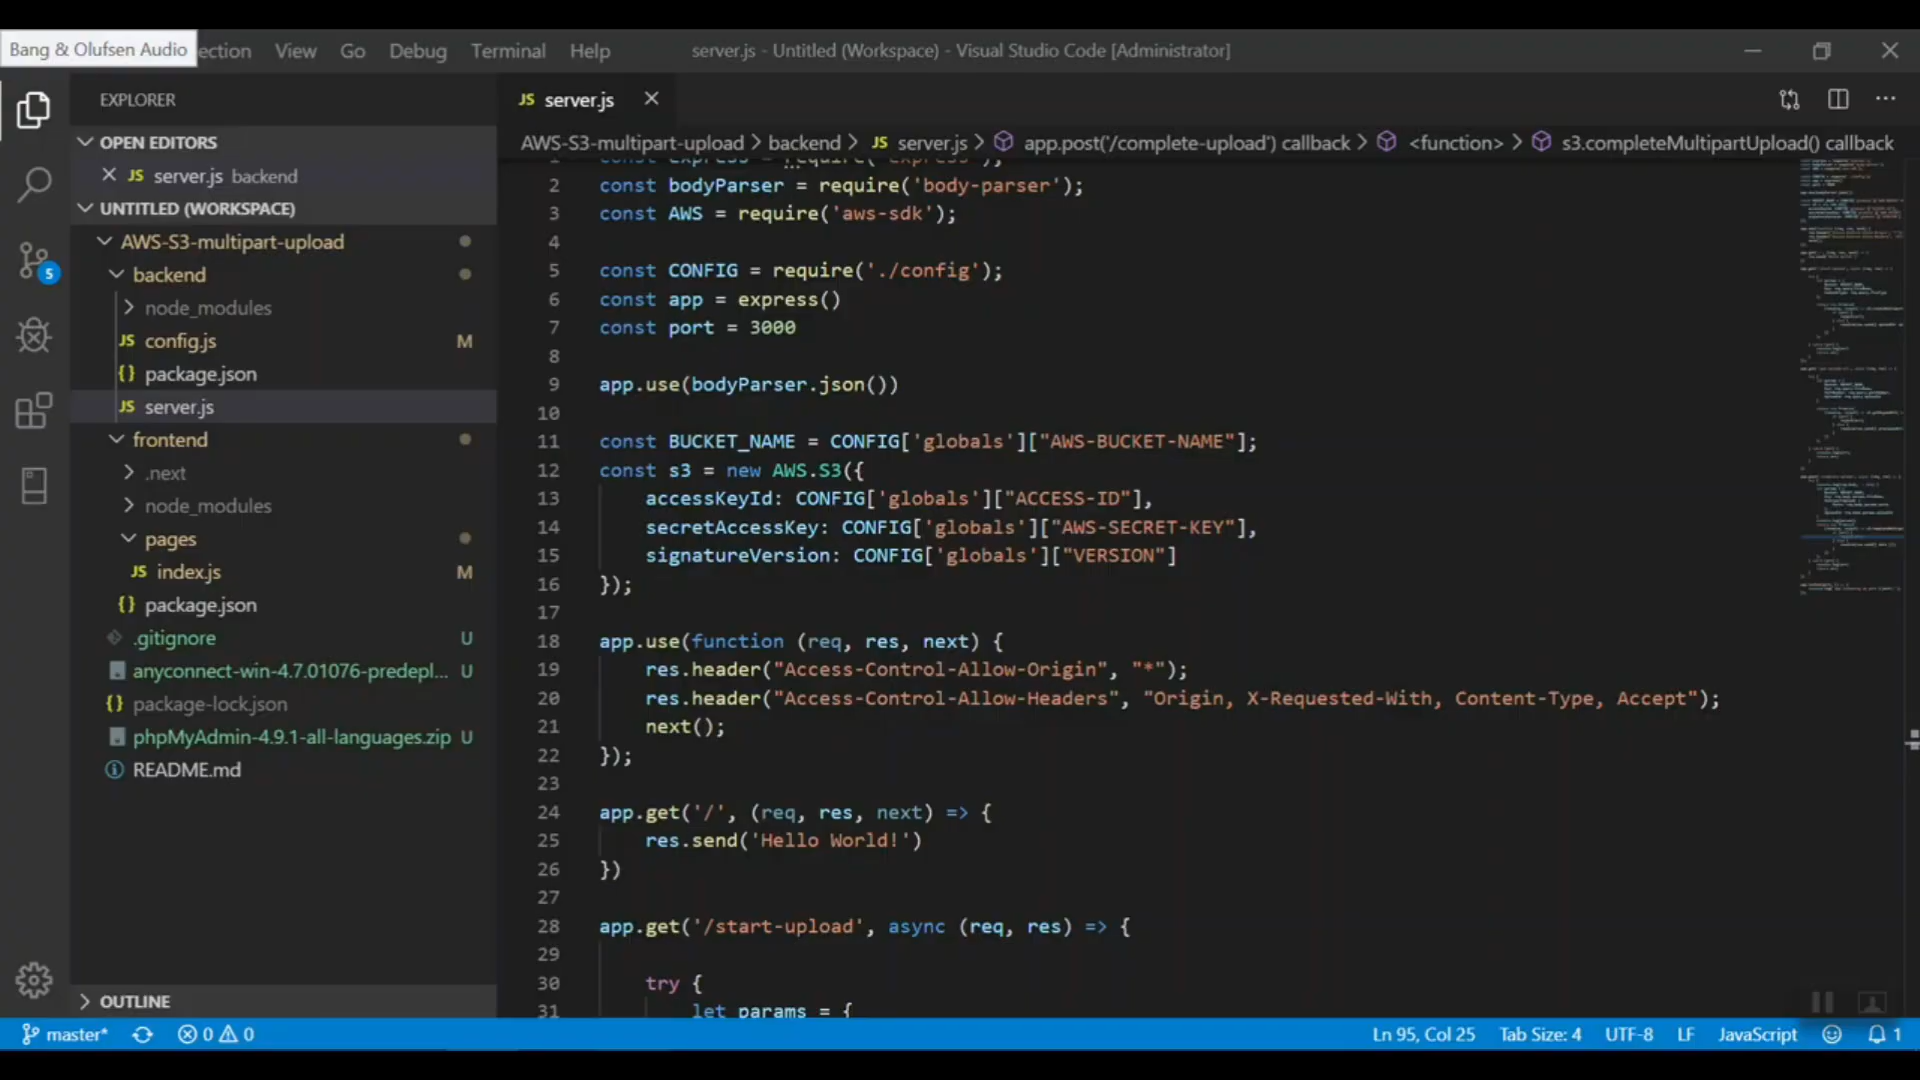 Bang & Olufsen Audio
ection View Go Debug Terminal Help
server.js - Untitled (Workspace) - Visual Studio Code [Administrator]
EXPLORER
OPEN EDITORS
JS server.js backend
UNTITLED (WORKSPACE)
AWS-S3-multipart-upload
backend
node_modules
JS config.js M
{} package.json
JS server.js
frontend
.next
node_modules
pages
JS index.js M
{} package.json
.gitignore U
anyconnect-win-4.7.01076-predepl... U
{} package-lock.json
phpMyAdmin-4.9.1-all-languages.zip U
README.md
OUTLINE
5
JS server.js
AWS-S3-multipart-upload > backend > JS server.js > app.post('/complete-upload') callback > <function> > s3.completeMultipartUpload() callback
1 const express = require('express');
2 const bodyParser = require('body-parser');
3 const AWS = require('aws-sdk');
4
5 const CONFIG = require('./config');
6 const app = express()
7 const port = 3000
8
9 app.use(bodyParser.json())
10
11 const BUCKET_NAME = CONFIG['globals']["AWS-BUCKET-NAME"];
12 const s3 = new AWS.S3({
13 accessKeyId: CONFIG['globals']["ACCESS-ID"],
14 secretAccessKey: CONFIG['globals']["AWS-SECRET-KEY"],
15 signatureVersion: CONFIG['globals']["VERSION"]
16 });
17
18 app.use(function (req, res, next) {
19 res.header("Access-Control-Allow-Origin", "*");
20 res.header("Access-Control-Allow-Headers", "Origin, X-Requested-With, Content-Type, Accept");
21 next();
22 });
23
24 app.get('/', (req, res, next) => {
25 res.send('Hello World!')
26 })
27
28 app.get('/start-upload', async (req, res) => {
29
30 try {
31 let params = {
master* 0 0
Ln 95, Col 25 Tab Size: 4 UTF-8 LF JavaScript 1